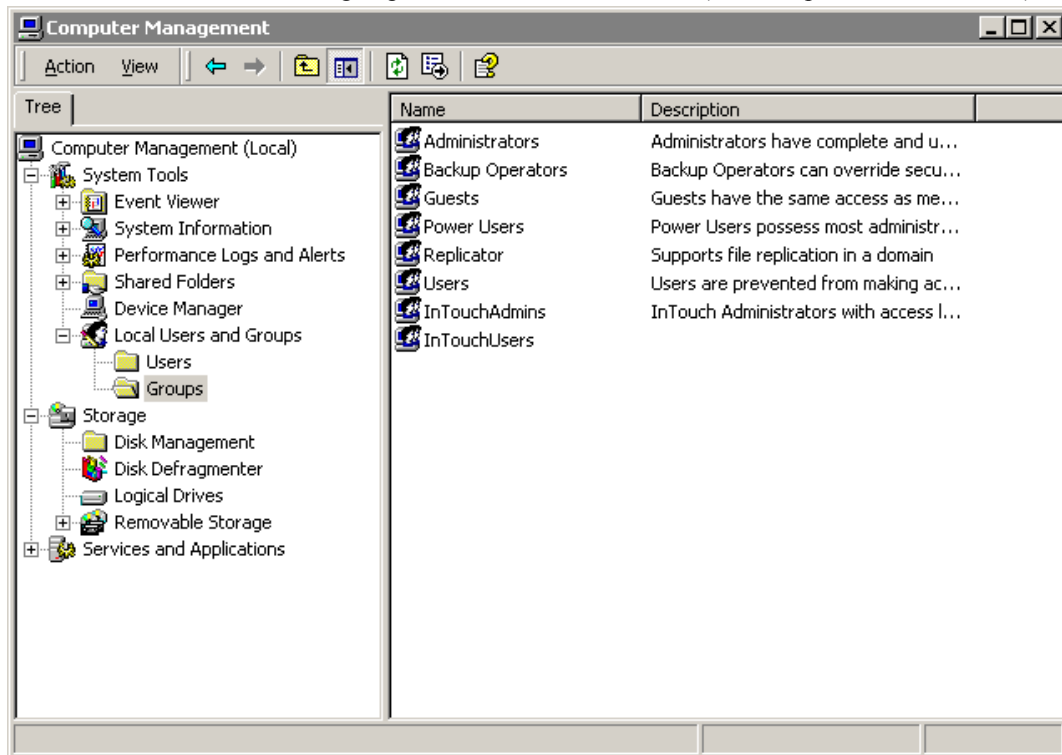 Computer Management
Action View
Tree
Name Description
Computer Management (Local)
System Tools
Event Viewer
System Information
Performance Logs and Alerts
Shared Folders
Device Manager
Local Users and Groups
Users
Groups
Storage
Disk Management
Disk Defragmenter
Logical Drives
Removable Storage
Services and Applications
Administrators Administrators have complete and u...
Backup Operators Backup Operators can override secu...
Guests Guests have the same access as me...
Power Users Power Users possess most administr...
Replicator Supports file replication in a domain
Users Users are prevented from making ac...
InTouchAdmins InTouch Administrators with access l...
InTouchUsers